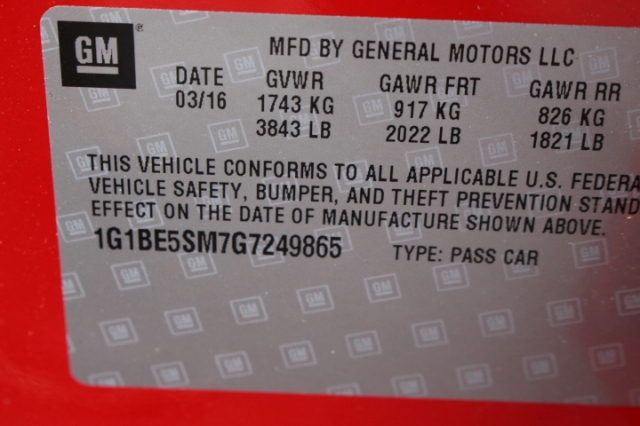 GM
MFD BY GENERAL MOTORS LLC
DATE GVWR GAWR FRT GAWR RR
03/16 1743 KG 917 KG 826 KG
3843 LB 2022 LB 1821 LB
THIS VEHICLE CONFORMS TO ALL APPLICABLE U.S. FEDERA
VEHICLE SAFETY, BUMPER, AND THEFT PREVENTION STAND
EFFECT ON THE DATE OF MANUFACTURE SHOWN ABOVE.
1G1BE5SM7G7249865 TYPE: PASS CAR